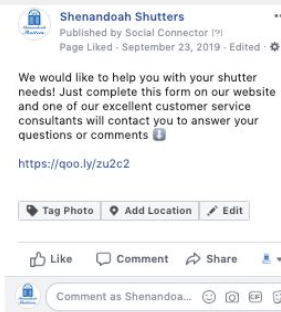 Shenandoah Shutters
Published by Social Connector [?]
Page Liked · September 23, 2019 · Edited ·
We would like to help you with your shutter
needs! Just complete this form on our website
and one of our excellent customer service
consultants will contact you to answer your
questions or comments ⬇️
https://qoo.ly/zu2c2
Tag Photo Add Location Edit
Like Comment Share
Comment as Shenandoa... GIF